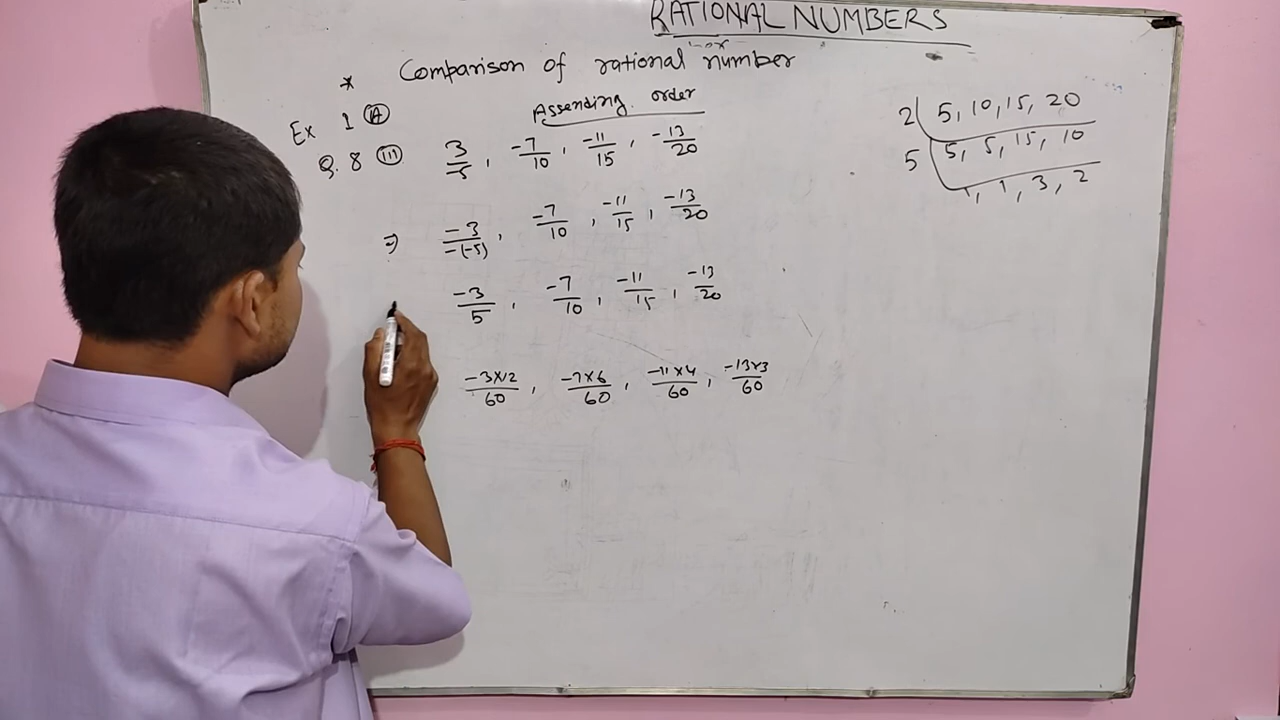 RATIONAL NUMBERS
* Comparison of rational number
Ex 1 (A) Assending order
Q. 8 (III) 3/-5, -7/10, -11/15, -13/20
⇒ -3/-(-5), -7/10, -11/15, -13/20
-3/5, -7/10, -11/15, -13/20
-3×12/60, -7×6/60, -11×4/60, -13×3/60
2 5, 10, 15, 20
5 5, 5, 15, 10
1, 1, 3, 2